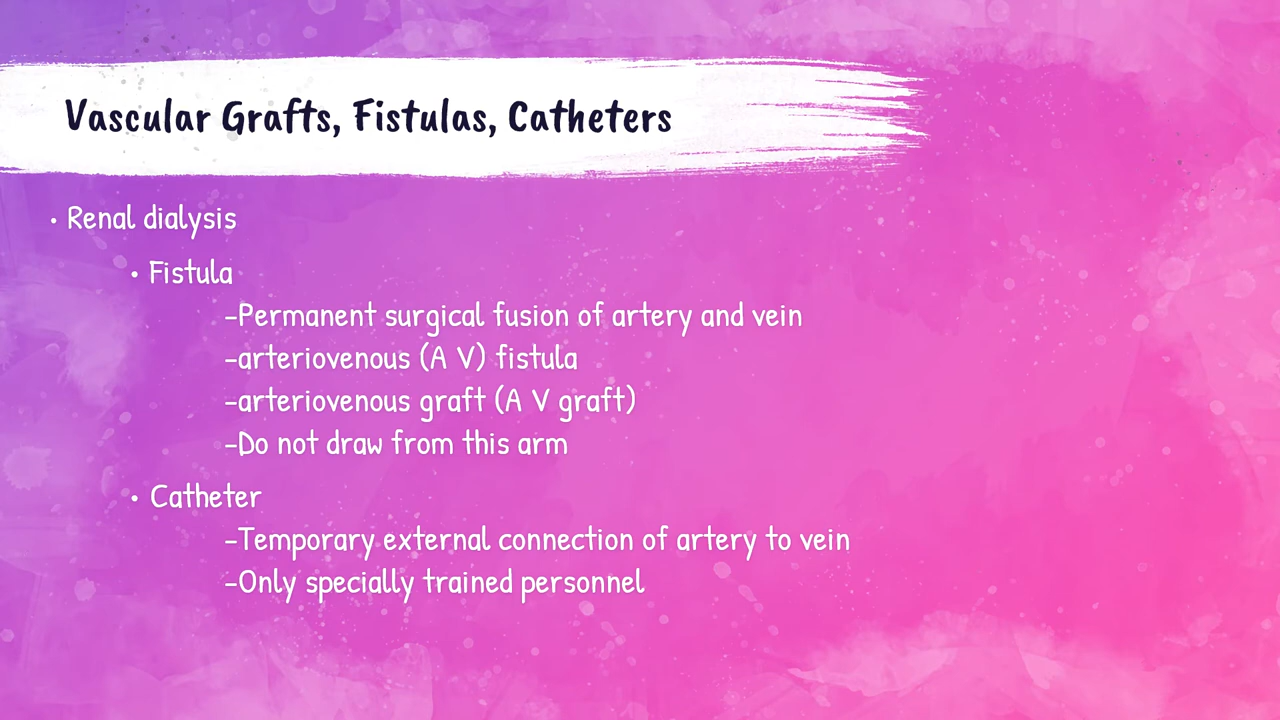 Vascular Grafts, Fistulas, Catheters
• Renal dialysis
• Fistula
-Permanent surgical fusion of artery and vein
-arteriovenous (A V) fistula
-arteriovenous graft (A V graft)
-Do not draw from this arm
• Catheter
-Temporary external connection of artery to vein
-Only specially trained personnel